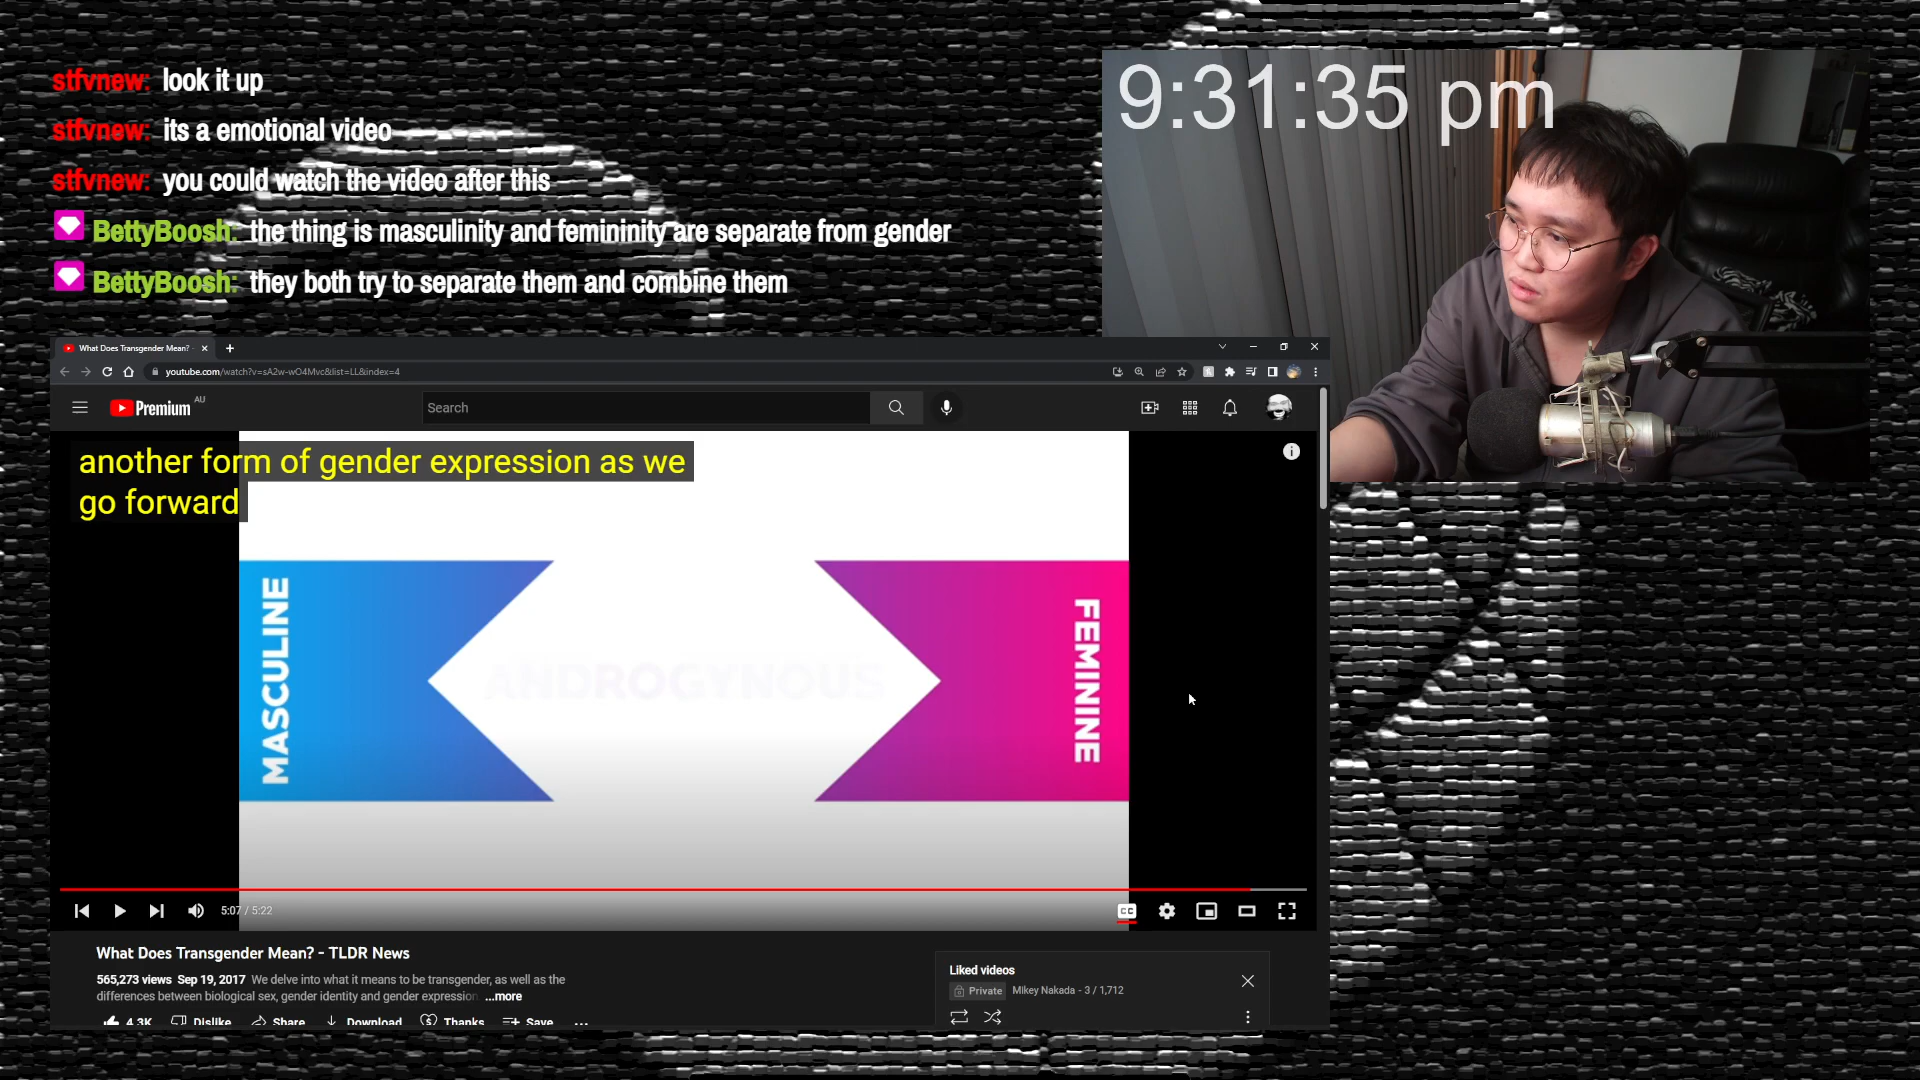 stfvnew: look it up
stfvnew: its a emotional video
stfvnew: you could watch the video after this
BettyBoosh: the thing is masculinity and femininity are separate from gender
BettyBoosh: they both try to separate them and combine them
9:31:35 pm
What Does Transgender Mean? -
youtube.com/watch?v=sA2w-wO4Mvc&list=LL&index=4
Premium AU
Search
another form of gender expression as we
go forward
MASCULINE
ANDROGYNOUS
FEMININE
5:07 / 5:22
CC
What Does Transgender Mean? - TLDR News
565,273 views Sep 19, 2017 We delve into what it means to be transgender, as well as the
differences between biological sex, gender identity and gender expression ...more
4.3K Dislike Share Download Thanks Save ...
Liked videos
Private Mikey Nakada - 3 / 1,712